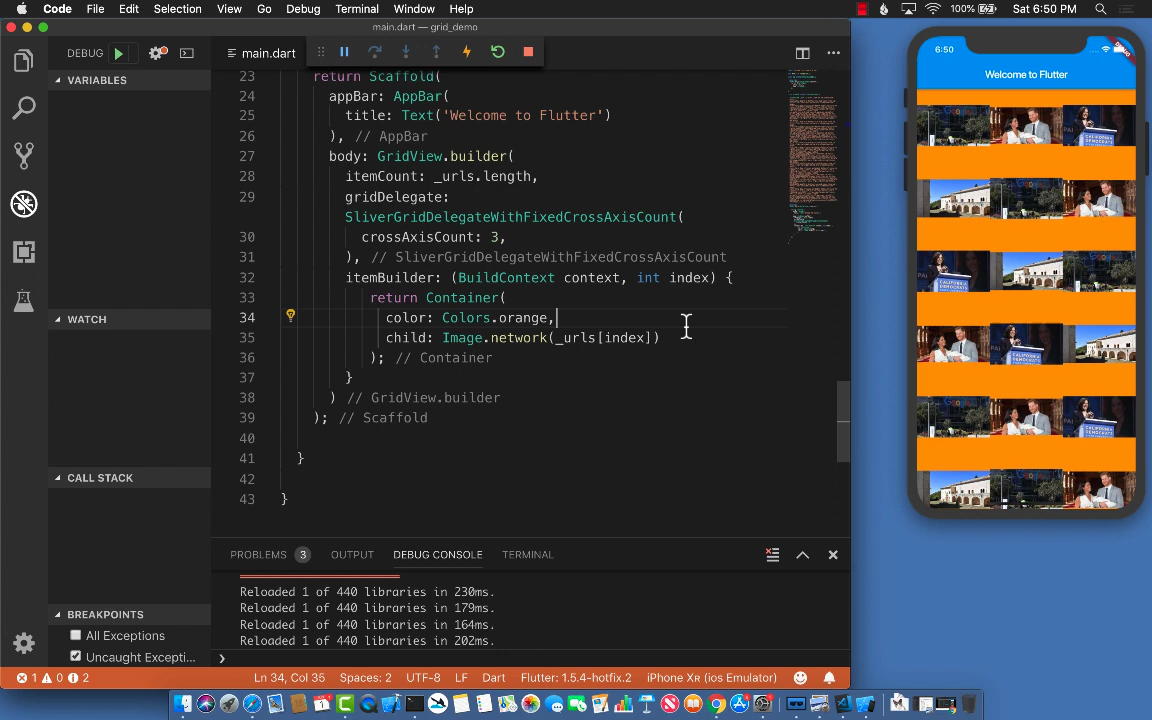 Code File Edit Selection View Go Debug Terminal Window Help 100% Sat 6:50 PM
main.dart — grid_demo
DEBUG
main.dart
VARIABLES
WATCH
CALL STACK
BREAKPOINTS
All Exceptions
Uncaught Excepti...
23 return Scaffold(
24 appBar: AppBar(
25 title: Text('Welcome to Flutter')
26 ), // AppBar
27 body: GridView.builder(
28 itemCount: _urls.length,
29 gridDelegate:
SliverGridDelegateWithFixedCrossAxisCount(
30 crossAxisCount: 3,
31 ), // SliverGridDelegateWithFixedCrossAxisCount
32 itemBuilder: (BuildContext context, int index) {
33 return Container(
34 color: Colors.orange,
35 child: Image.network(_urls[index])
36 ); // Container
37 }
38 ) // GridView.builder
39 ); // Scaffold
40
41 }
42
43 }
PROBLEMS 3 OUTPUT DEBUG CONSOLE TERMINAL
Reloaded 1 of 440 libraries in 230ms.
Reloaded 1 of 440 libraries in 179ms.
Reloaded 1 of 440 libraries in 164ms.
Reloaded 1 of 440 libraries in 202ms.
1 0 2 Ln 34, Col 35 Spaces: 2 UTF-8 LF Dart Flutter: 1.5.4-hotfix.2 iPhone XR (ios Emulator)
6:50
DEBUG
Welcome to Flutter